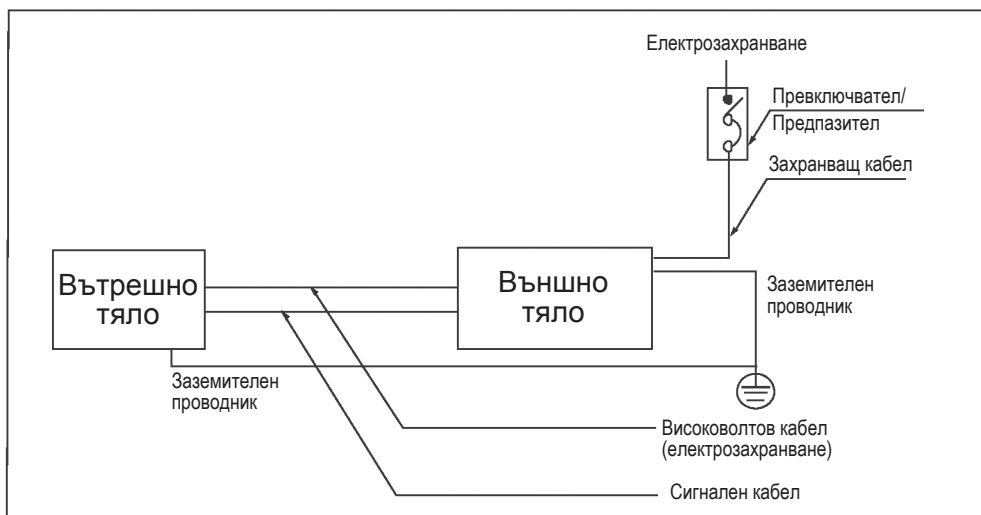 Електрозахранване
Превключвател/
Предпазител
Захранващ кабел
Вътрешно
тяло
Външно
тяло
Заземителен
проводник
Заземителен
проводник
Високоволтов кабел
(електрозахранване)
Сигнален кабел